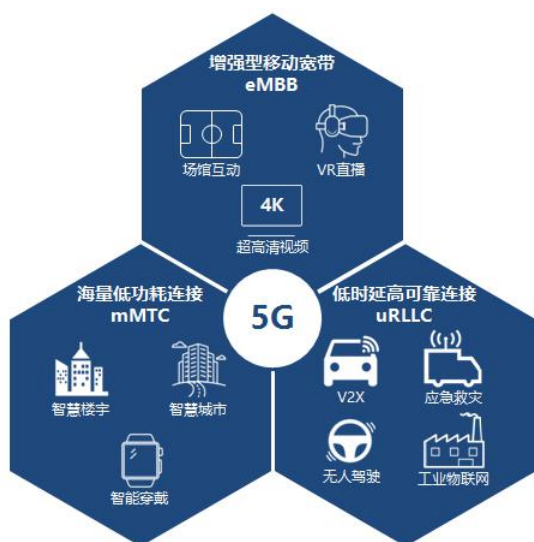 增强型移动宽带
eMBB
场馆互动
VR直播
4K
超高清视频
5G
海量低功耗连接
mMTC
智慧楼宇
智慧城市
智能穿戴
低时延高可靠连接
uRLLC
V2X
应急救灾
无人驾驶
工业物联网